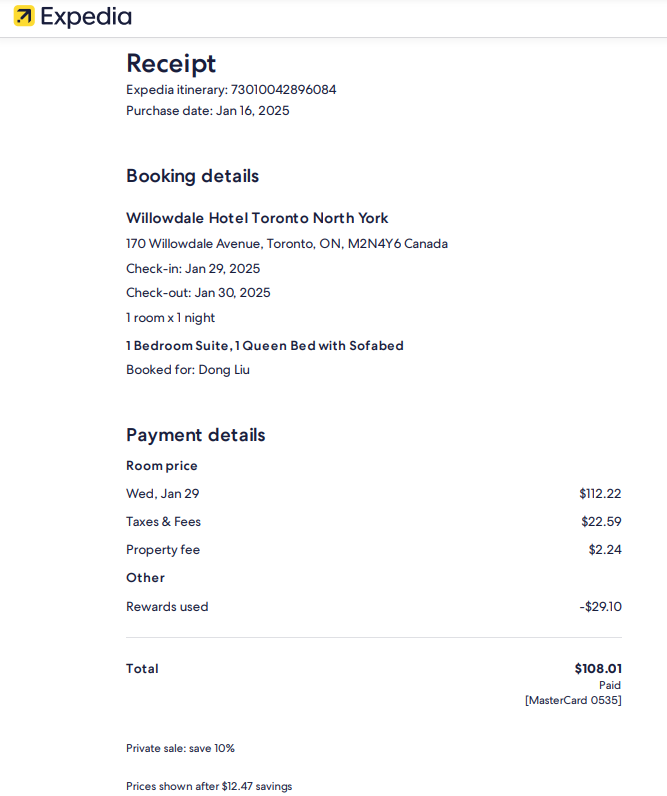 Expedia
Receipt
Expedia itinerary: 73010042896084
Purchase date: Jan 16, 2025
Booking details
Willowdale Hotel Toronto North York
170 Willowdale Avenue, Toronto, ON, M2N4Y6 Canada
Check-in: Jan 29, 2025
Check-out: Jan 30, 2025
1 room x 1 night
1 Bedroom Suite, 1 Queen Bed with Sofabed
Booked for: Dong Liu
Payment details
Room price
Wed, Jan 29 $112.22
Taxes & Fees $22.59
Property fee $2.24
Other
Rewards used -$29.10
Total $108.01
Paid
[MasterCard 0535]
Private sale: save 10%
Prices shown after $12.47 savings